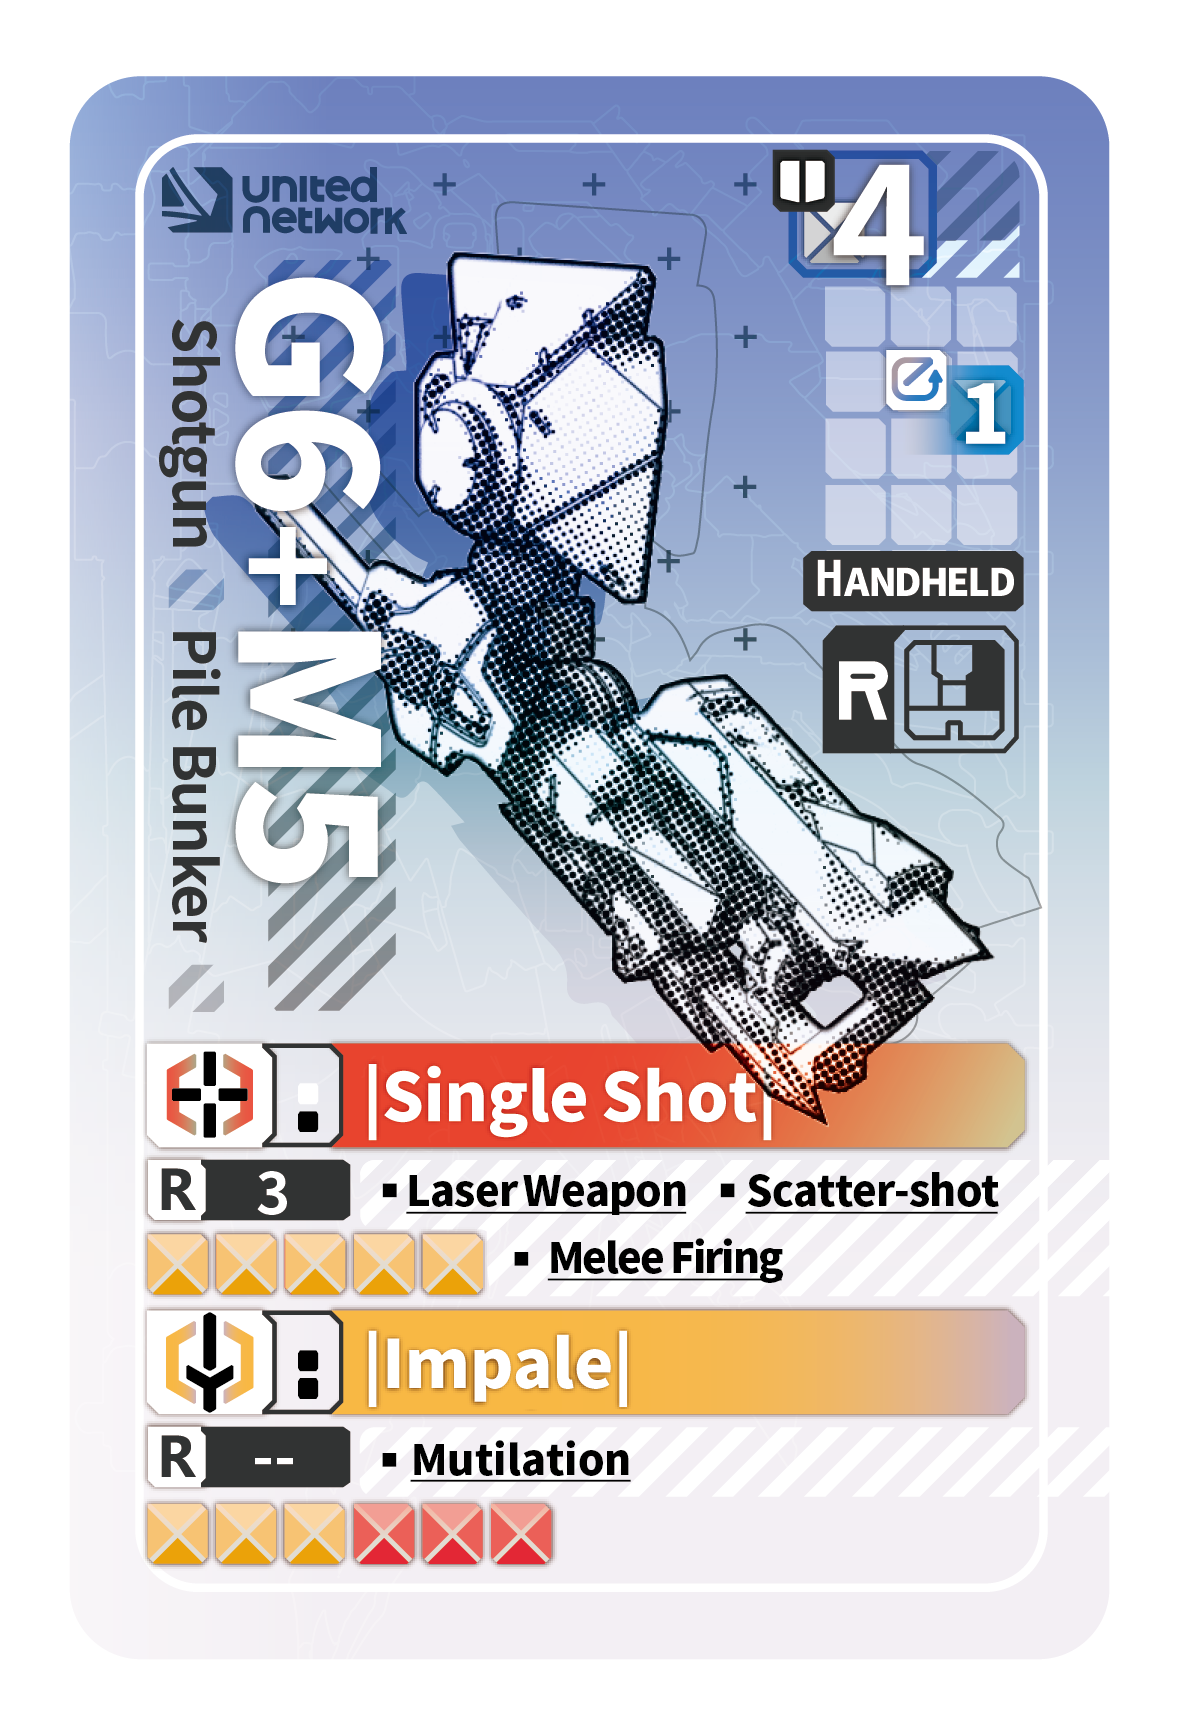 UNITED
NETWORK
4
1
G6+M5
Shotgun
Pile Bunker
HANDHELD
R
|Single Shot|
R 3
▪ Laser Weapon ▪ Scatter-shot
▪ Melee Firing
|Impale|
R --
▪ Mutilation